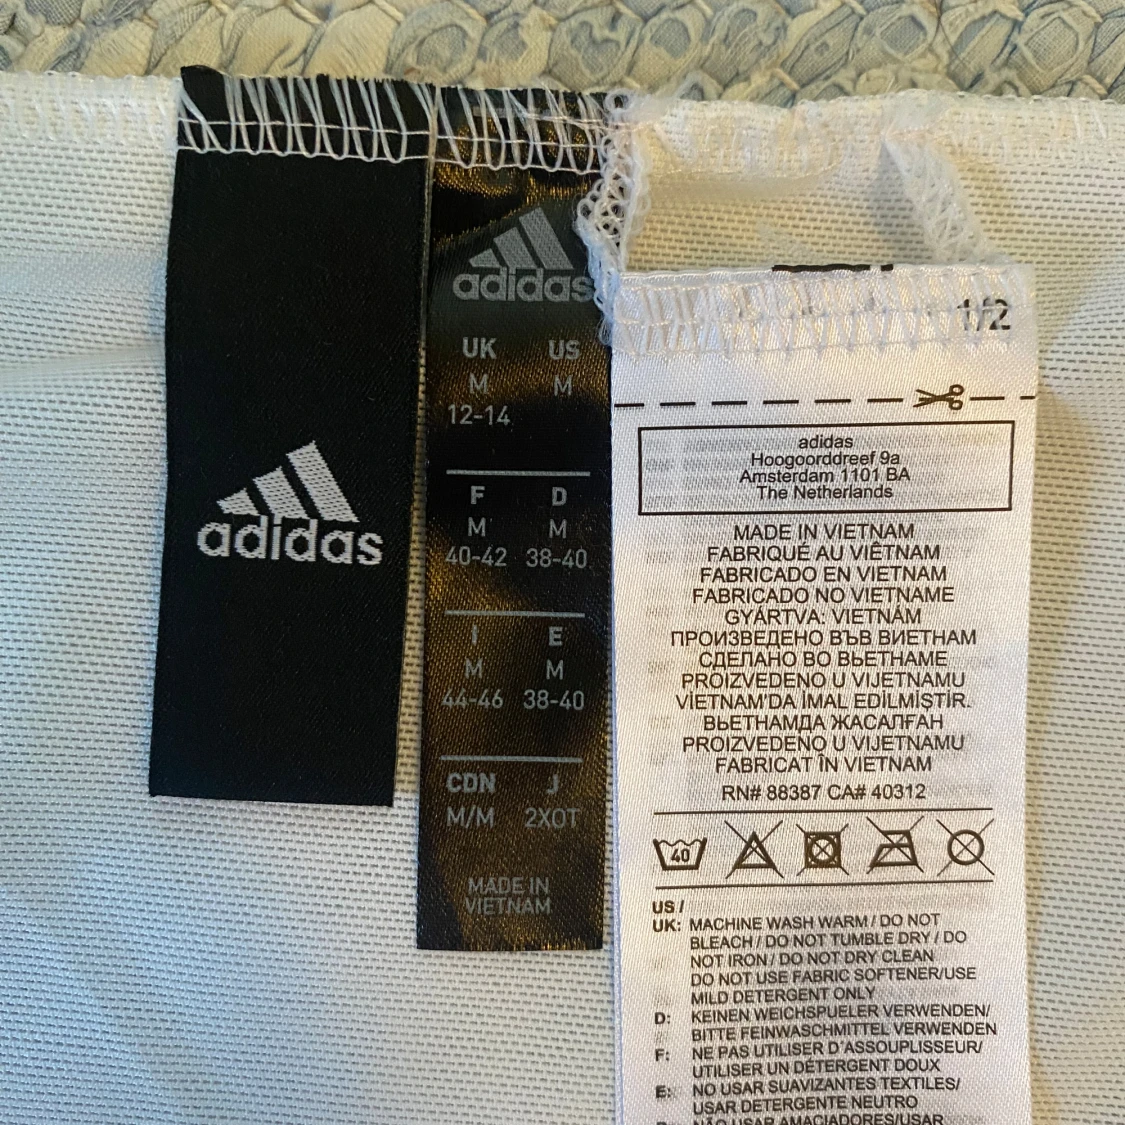 adidas
adidas
UK US
M M
12-14
F D
M M
40-42 38-40
I E
M M
44-46 38-40
CDN J
M/M 2XOT
MADE IN
VIETNAM
1/2
adidas
Hoogoorddreef 9a
Amsterdam 1101 BA
The Netherlands
MADE IN VIETNAM
FABRIQUÉ AU VIÊTNAM
FABRICADO EN VIETNAM
FABRICADO NO VIETNAME
GYÁRTVA: VIETNÁM
ПРОИЗВЕДЕНО ВЪВ ВИЕТНАМ
СДЕЛАНО ВО ВЬЕТНАМЕ
PROIZVEDENO U VIJETNAMU
VİETNAM'DA İMAL EDİLMİŞTİR.
ВЬЕТНАМДА ЖАСАЛҒАН
PROIZVEDENO U VIJETNAMU
FABRICAT ÎN VIETNAM
RN# 88387 CA# 40312
40
US /
UK: MACHINE WASH WARM / DO NOT
BLEACH / DO NOT TUMBLE DRY / DO
NOT IRON / DO NOT DRY CLEAN
DO NOT USE FABRIC SOFTENER/USE
MILD DETERGENT ONLY
D: KEINEN WEICHSPUELER VERWENDEN/
BITTE FEINWASCHMITTEL VERWENDEN
F: NE PAS UTILISER D'ASSOUPLISSEUR/
UTILISER UN DÉTERGENT DOUX
E: NO USAR SUAVIZANTES TEXTILES/
USAR DETERGENTE NEUTRO
NÃO USAR AMACIADORES/USAR